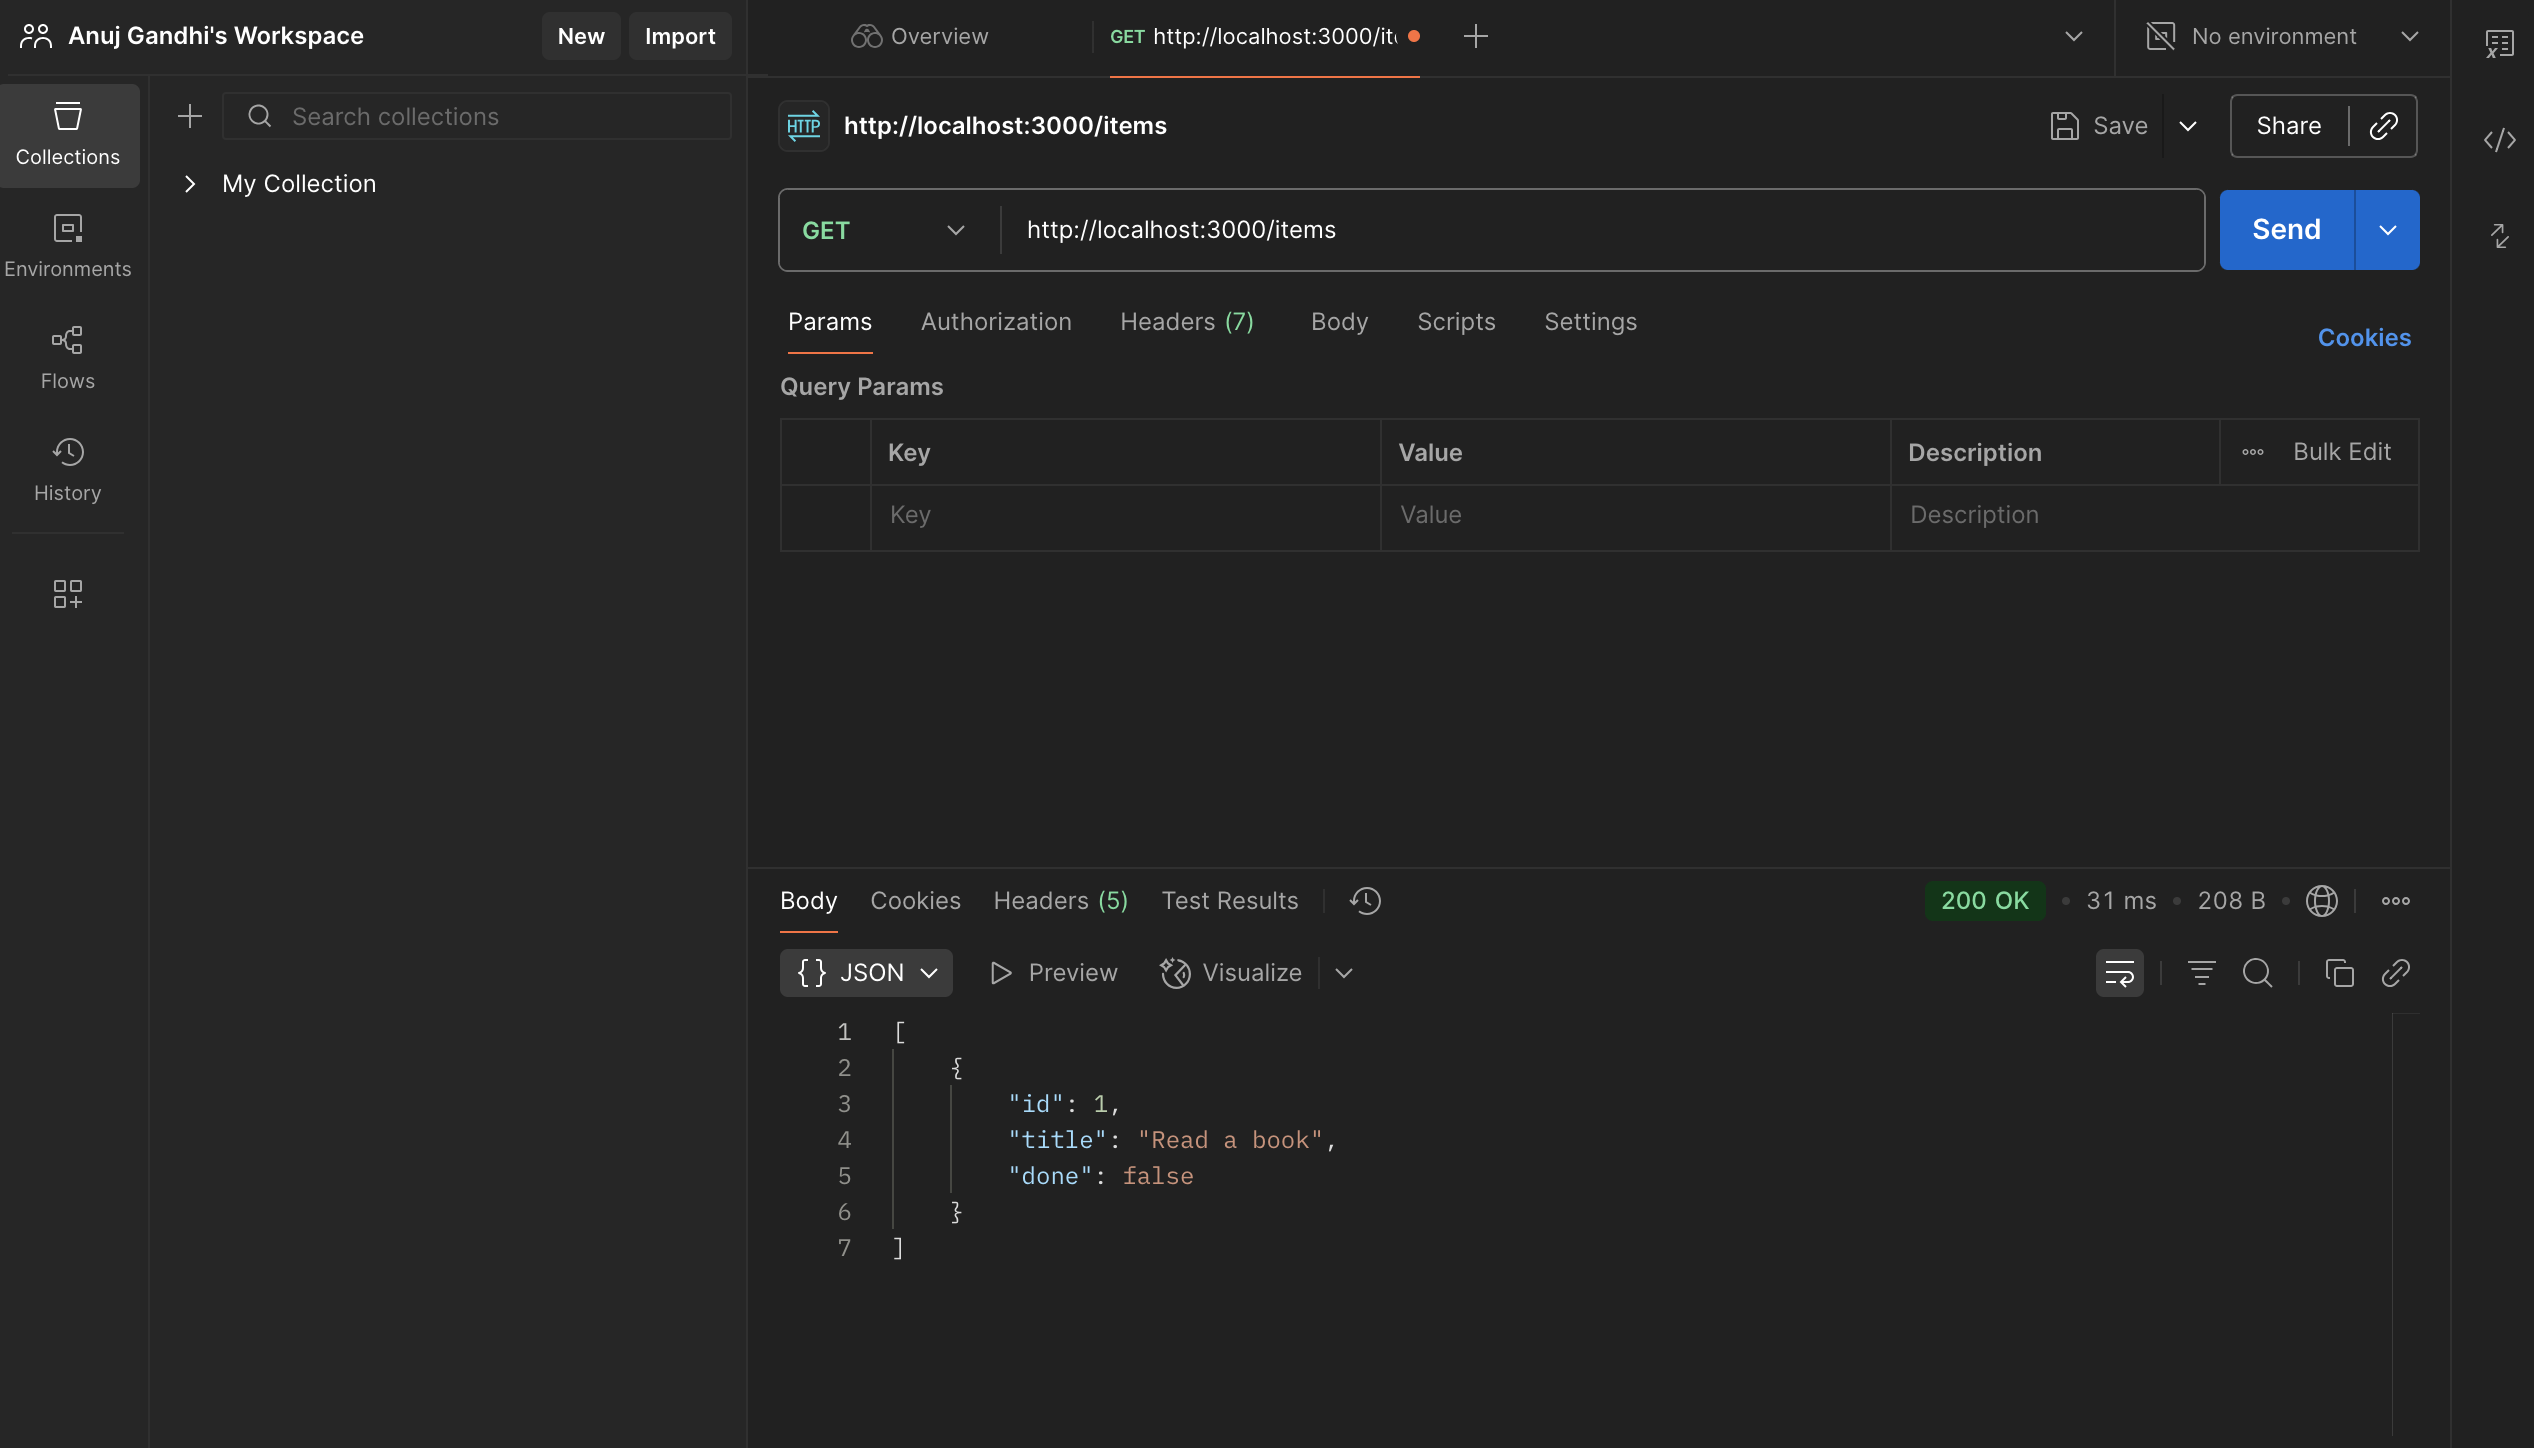 Anuj Gandhi's Workspace
New
Import
Overview
GET http://localhost:3000/it
No environment
Collections
Environments
Flows
History
Search collections
My Collection
HTTP
http://localhost:3000/items
Save
Share
GET
http://localhost:3000/items
Send
Params
Authorization
Headers (7)
Body
Scripts
Settings
Cookies
Query Params
Key
Value
Description
Bulk Edit
Key
Value
Description
Body
Cookies
Headers (5)
Test Results
200 OK
31 ms
208 B
{} JSON
Preview
Visualize
1 [
2 {
3 "id": 1,
4 "title": "Read a book",
5 "done": false
6 }
7 ]